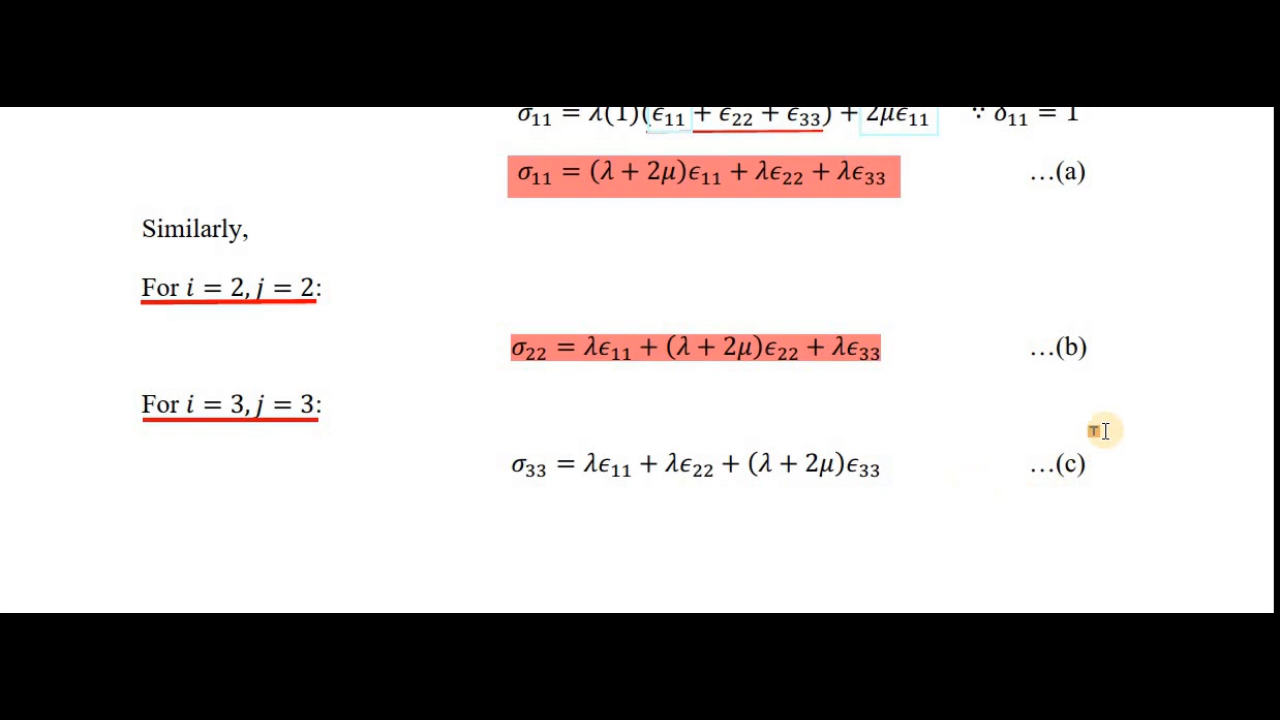 σ₁₁ = λ(1)(ϵ₁₁ + ϵ₂₂ + ϵ₃₃) + 2μϵ₁₁ ∵ δ₁₁ = 1
σ₁₁ = (λ + 2μ)ϵ₁₁ + λϵ₂₂ + λϵ₃₃ …(a)
Similarly,
For i = 2, j = 2:
σ₂₂ = λϵ₁₁ + (λ + 2μ)ϵ₂₂ + λϵ₃₃ …(b)
For i = 3, j = 3:
σ₃₃ = λϵ₁₁ + λϵ₂₂ + (λ + 2μ)ϵ₃₃ …(c)